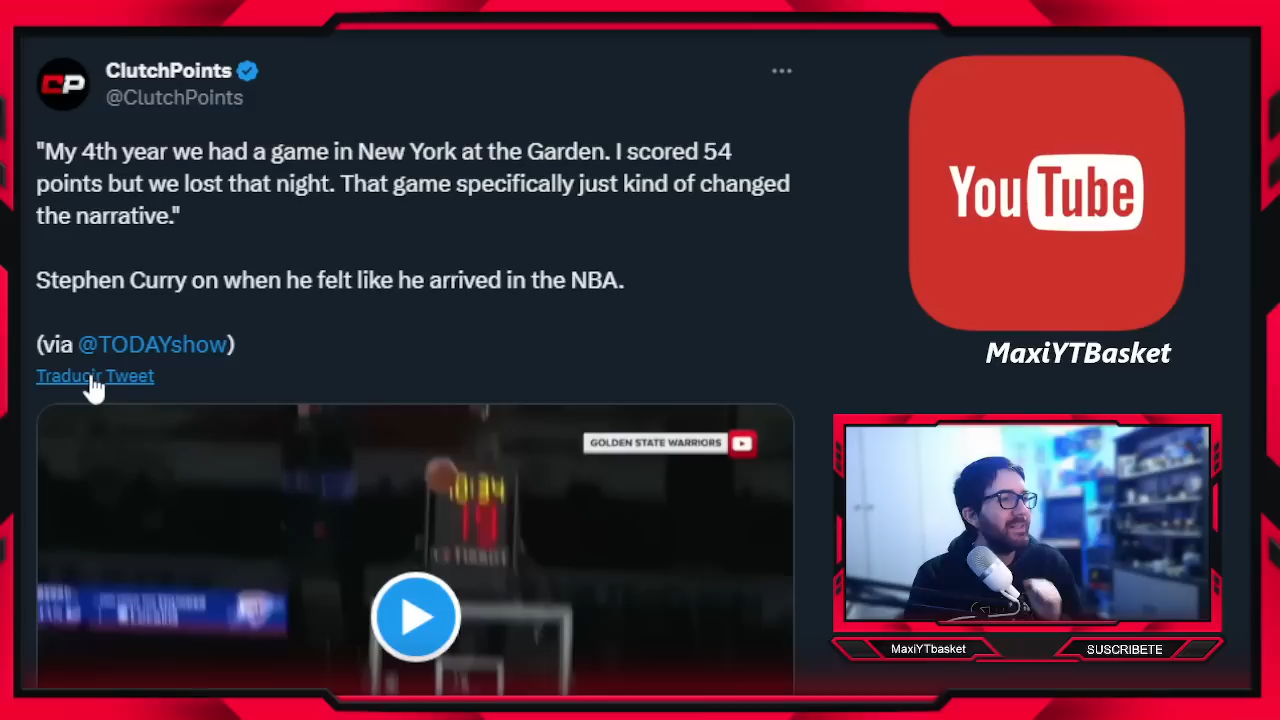 CP
ClutchPoints
@ClutchPoints
"My 4th year we had a game in New York at the Garden. I scored 54
points but we lost that night. That game specifically just kind of changed
the narrative."
Stephen Curry on when he felt like he arrived in the NBA.
(via @TODAYshow)
Traducir Tweet
GOLDEN STATE WARRIORS
YouTube
MaxiYTBasket
MaxiYTbasket
SUSCRIBETE